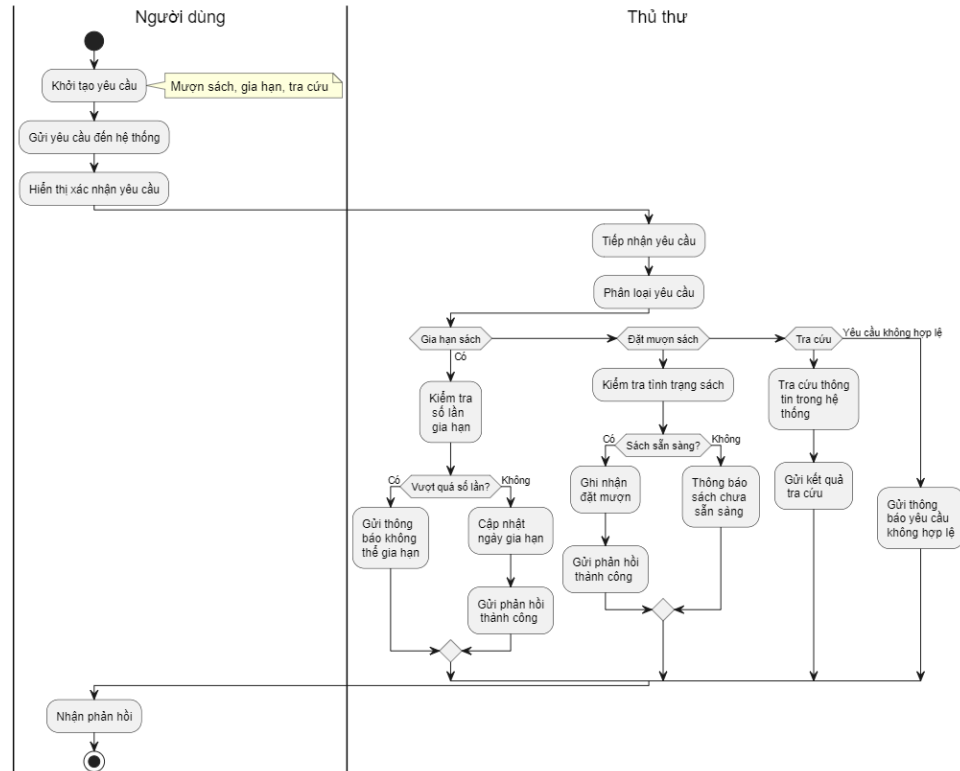 Người dùng
Thủ thư
Khởi tạo yêu cầu
Mượn sách, gia hạn, tra cứu
Gửi yêu cầu đến hệ thống
Hiển thị xác nhận yêu cầu
Tiếp nhận yêu cầu
Phân loại yêu cầu
Gia hạn sách
Đặt mượn sách
Tra cứu
Yêu cầu không hợp lệ
Có
Kiểm tra
số lần
gia hạn
Vượt quá số lần?
Có
Không
Gửi thông
báo không
thể gia hạn
Cập nhật
ngày gia hạn
Gửi phản hồi
thành công
Kiểm tra tình trạng sách
Sách sẵn sàng?
Có
Không
Ghi nhận
đặt mượn
Gửi phản hồi
thành công
Thông báo
sách chưa
sẵn sàng
Tra cứu thông
tin trong hệ
thống
Gửi kết quả
tra cứu
Gửi thông
báo yêu cầu
không hợp lệ
Nhận phản hồi